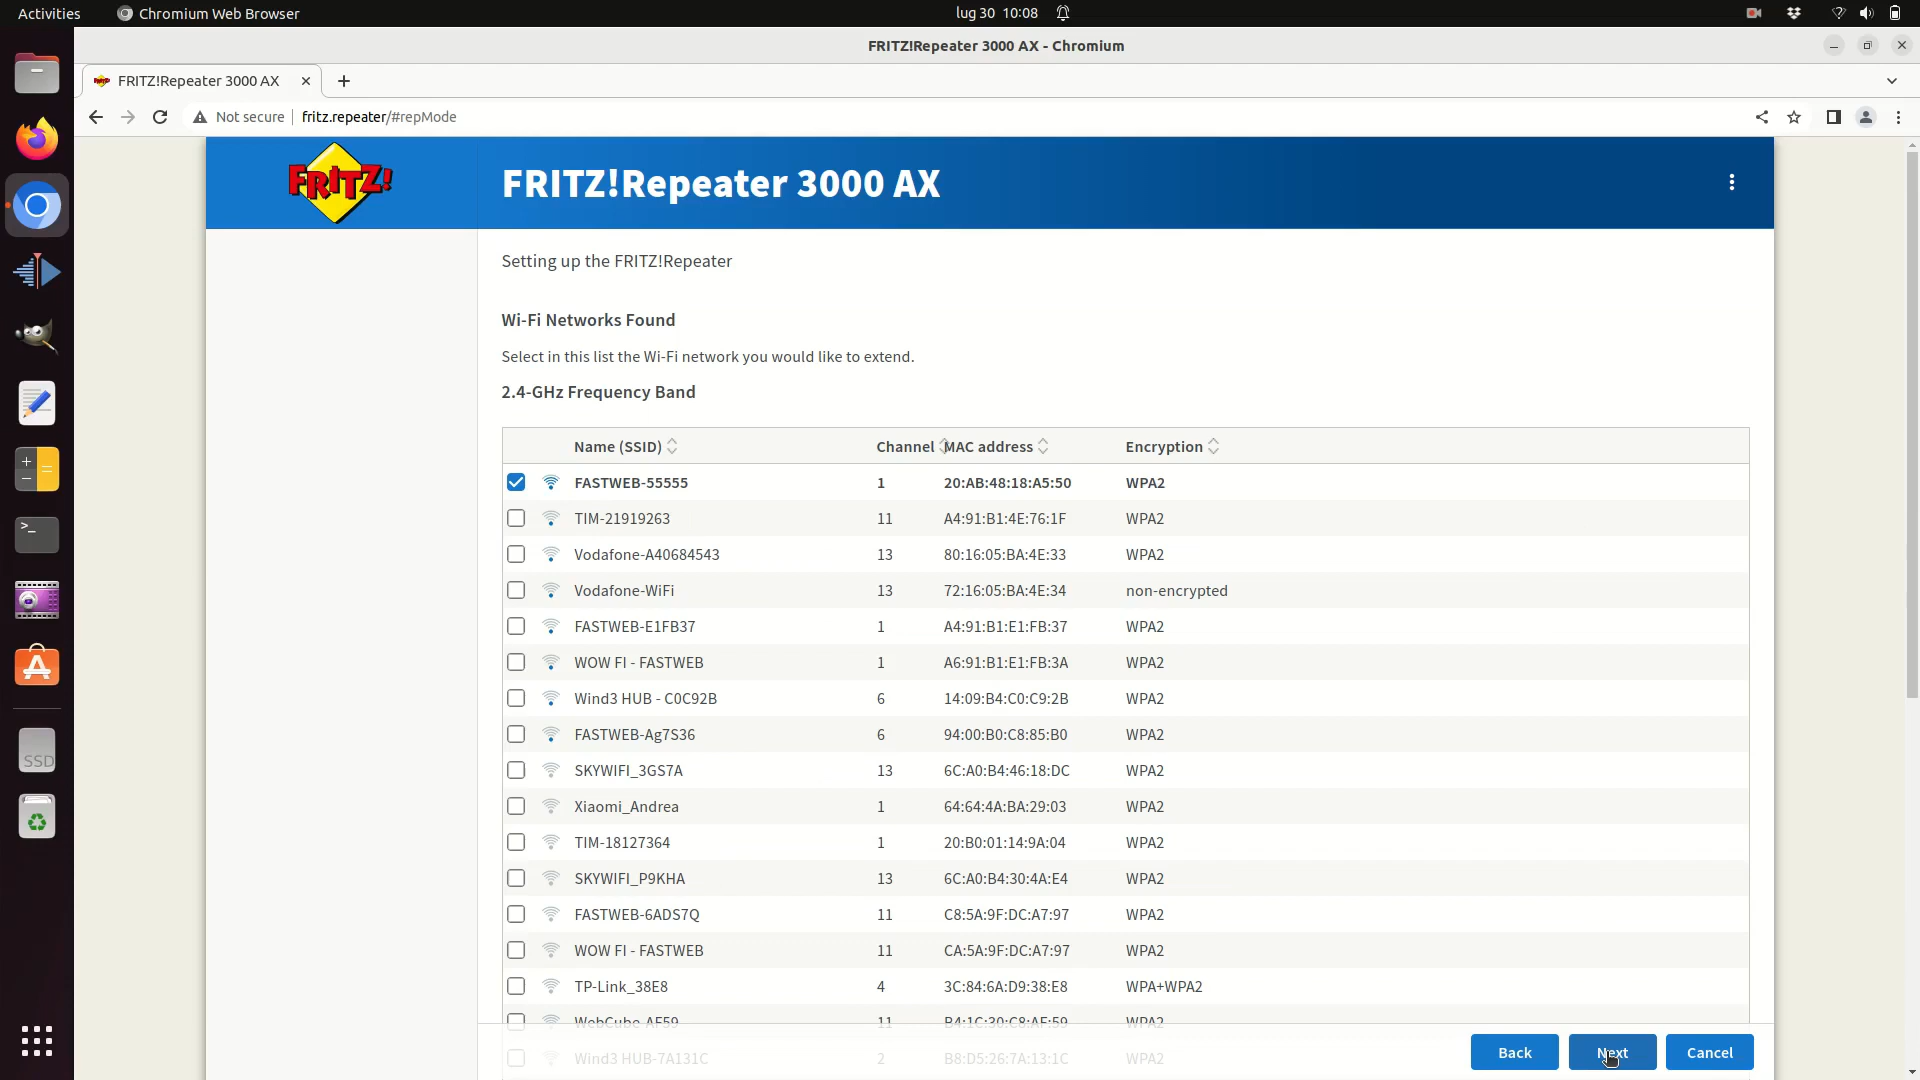 Activities
Chromium Web Browser
lug 30 10:08
FRITZ!Repeater 3000 AX - Chromium
FRITZ!Repeater 3000 AX
Not secure
fritz.repeater/#repMode
FRITZ!
FRITZ!Repeater 3000 AX
Setting up the FRITZ!Repeater
Wi-Fi Networks Found
Select in this list the Wi-Fi network you would like to extend.
2.4-GHz Frequency Band
Name (SSID) Channel MAC address Encryption
FASTWEB-55555 1 20:AB:48:18:A5:50 WPA2
TIM-21919263 11 A4:91:B1:4E:76:1F WPA2
Vodafone-A40684543 13 80:16:05:BA:4E:33 WPA2
Vodafone-WiFi 13 72:16:05:BA:4E:34 non-encrypted
FASTWEB-E1FB37 1 A4:91:B1:E1:FB:37 WPA2
WOW FI - FASTWEB 1 A6:91:B1:E1:FB:3A WPA2
Wind3 HUB - C0C92B 6 14:09:B4:C0:C9:2B WPA2
FASTWEB-Ag7S36 6 94:00:B0:C8:85:B0 WPA2
SKYWIFI_3GS7A 13 6C:A0:B4:46:18:DC WPA2
Xiaomi_Andrea 1 64:64:4A:BA:29:03 WPA2
TIM-18127364 1 20:B0:01:14:9A:04 WPA2
SKYWIFI_P9KHA 13 6C:A0:B4:30:4A:E4 WPA2
FASTWEB-6ADS7Q 11 C8:5A:9F:DC:A7:97 WPA2
WOW FI - FASTWEB 11 CA:5A:9F:DC:A7:97 WPA2
TP-Link_38E8 4 3C:84:6A:D9:38:E8 WPA+WPA2
WebCube-AF59 11 B4:1C:30:C8:AF:59 WPA2
Wind3 HUB-7A131C 2 B8:D5:26:7A:13:1C WPA2
Back
Next
Cancel
SSD